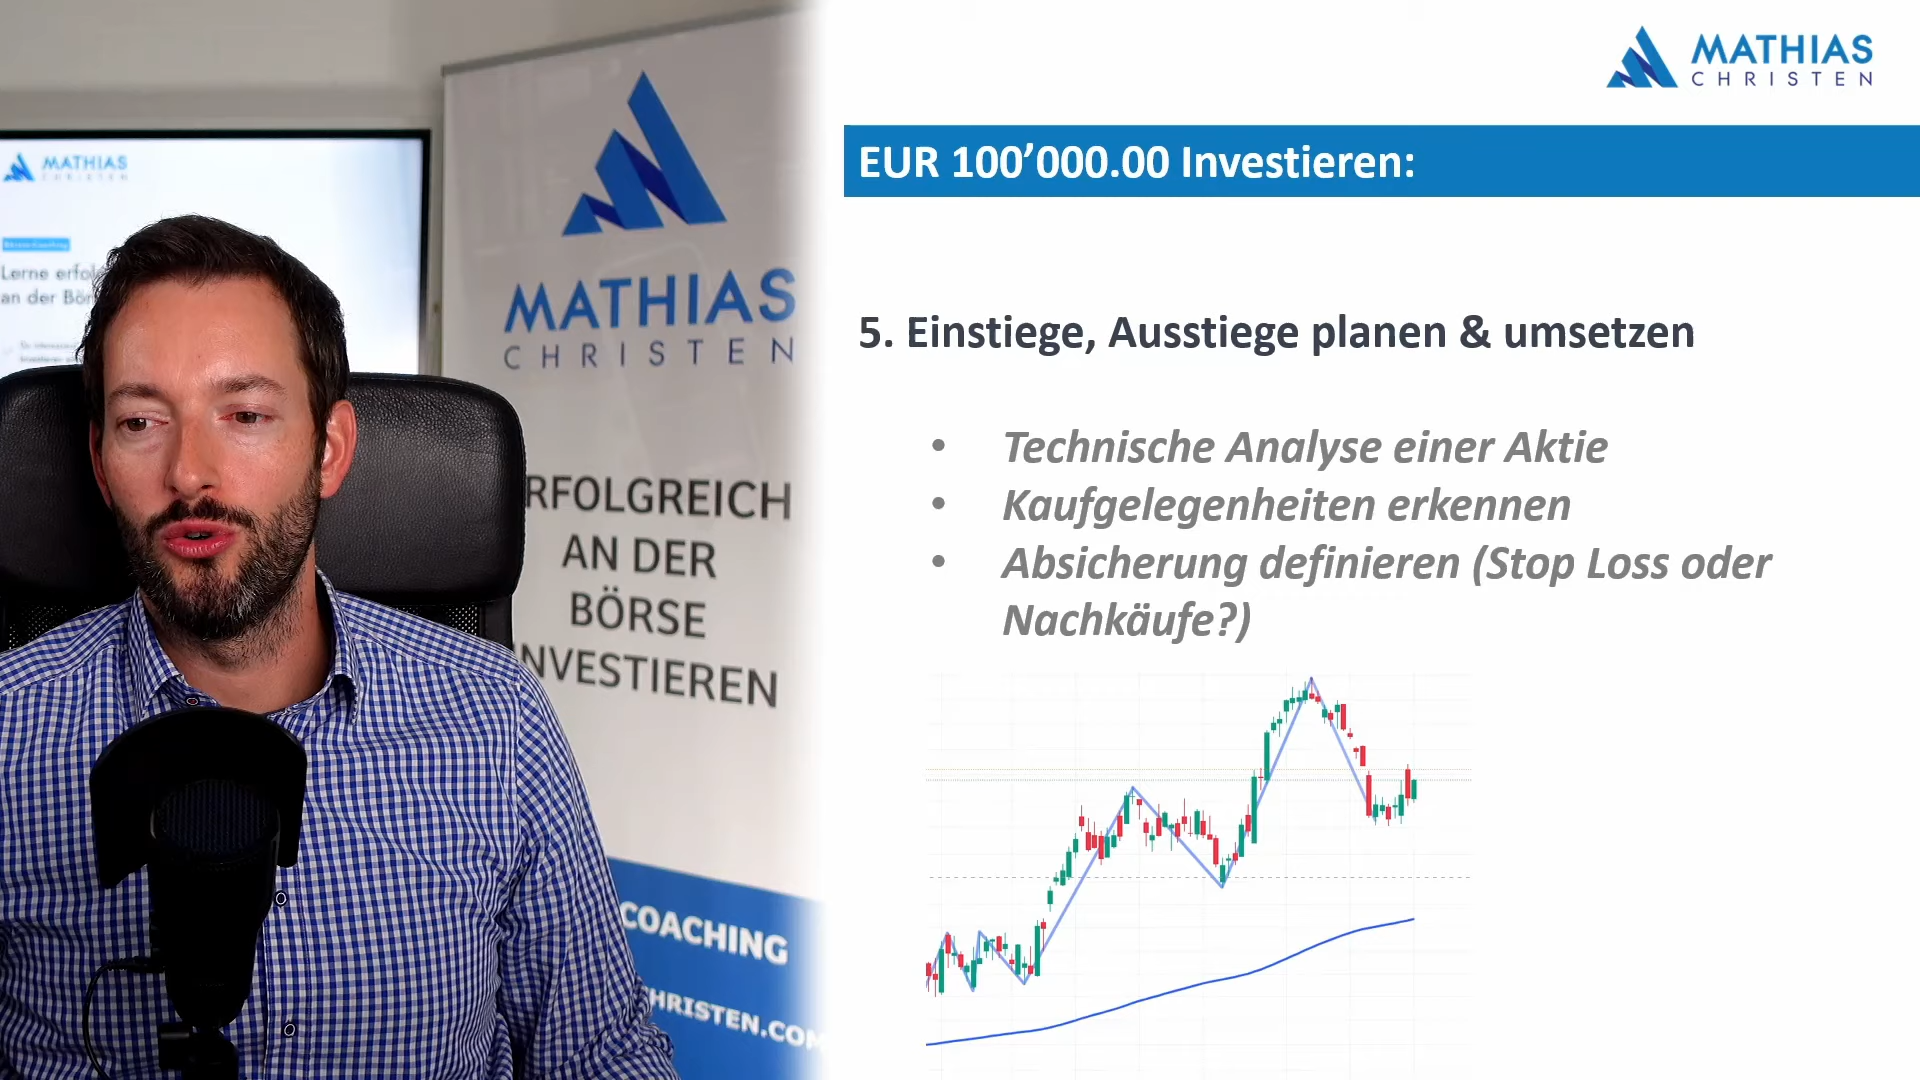 MATHIAS
CHRISTEN
EUR 100’000.00 Investieren:
5. Einstiege, Ausstiege planen & umsetzen
• Technische Analyse einer Aktie
• Kaufgelegenheiten erkennen
• Absicherung definieren (Stop Loss oder
Nachkäufe?)
MATHIAS
CHRISTEN
RFOLGREICH
AN DER
BÖRSE
NVESTIEREN
COACHING
HRISTEN.COM
MATHIAS
Lerne erfol
an der Bör